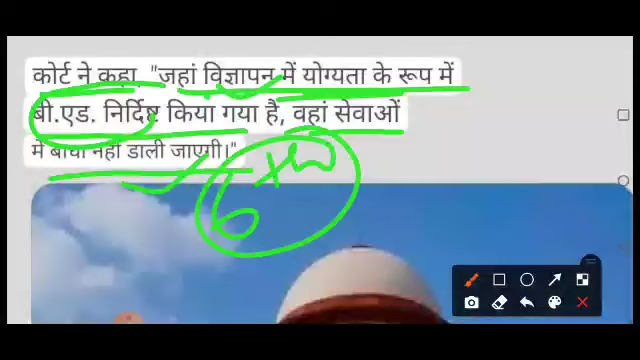 कोर्ट ने कहा, "जहां विज्ञापन में योग्यता के रूप में
बी.एड. निर्दिष्ट किया गया है, वहां सेवाओं
में बाधा नहीं डाली जाएगी।"